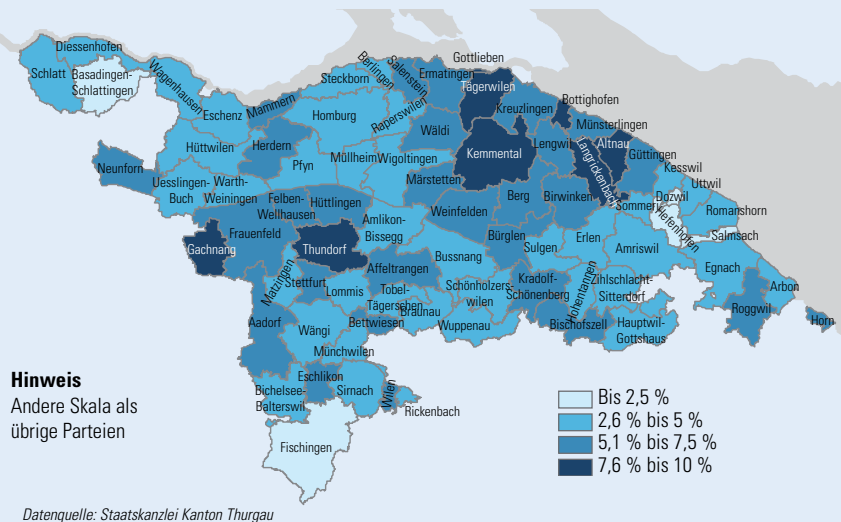 Diessenhofen
Schlatt
Basadingen-
Schlattingen
Wagenhausen
Eschenz
Mammern
Steckborn
Berlingen
Salenstein
Ermatingen
Gottlieben
Tägerwilen
Kreuzlingen
Bottighofen
Münsterlingen
Homburg
Raperswilen
Wäldi
Kemmental
Lengwil
Langrickenbach
Altnau
Güttingen
Kesswil
Uttwil
Dozwil
Romanshorn
Hüttwilen
Herdern
Pfyn
Müllheim
Wigoltingen
Märstetten
Neunforn
Uesslingen-
Buch
Warth-
Weiningen
Felben-
Wellhausen
Hüttlingen
Amlikon-
Bissegg
Weinfelden
Berg
Birwinken
Sommeri
Hefenhofen
Salmsach
Gachnang
Frauenfeld
Thundorf
Bussnang
Bürglen
Sulgen
Erlen
Amriswil
Egnach
Arbon
Matzingen
Stettfurt
Affeltrangen
Lommis
Tobel-
Tägerschen
Schönholzers-
wilen
Kradolf-
Schönenberg
Hohentannen
Zihlschlacht-
Sitterdorf
Roggwil
Horn
Aadorf
Wängi
Bettwiesen
Braunau
Wuppenau
Bischofszell
Hauptwil-
Gottshaus
Münchwilen
Eschlikon
Bichelsee-
Balterswil
Sirnach
Wilen
Rickenbach
Fischingen
Hinweis
Andere Skala als
übrige Parteien
Bis 2,5 %
2,6 % bis 5 %
5,1 % bis 7,5 %
7,6 % bis 10 %
Datenquelle: Staatskanzlei Kanton Thurgau